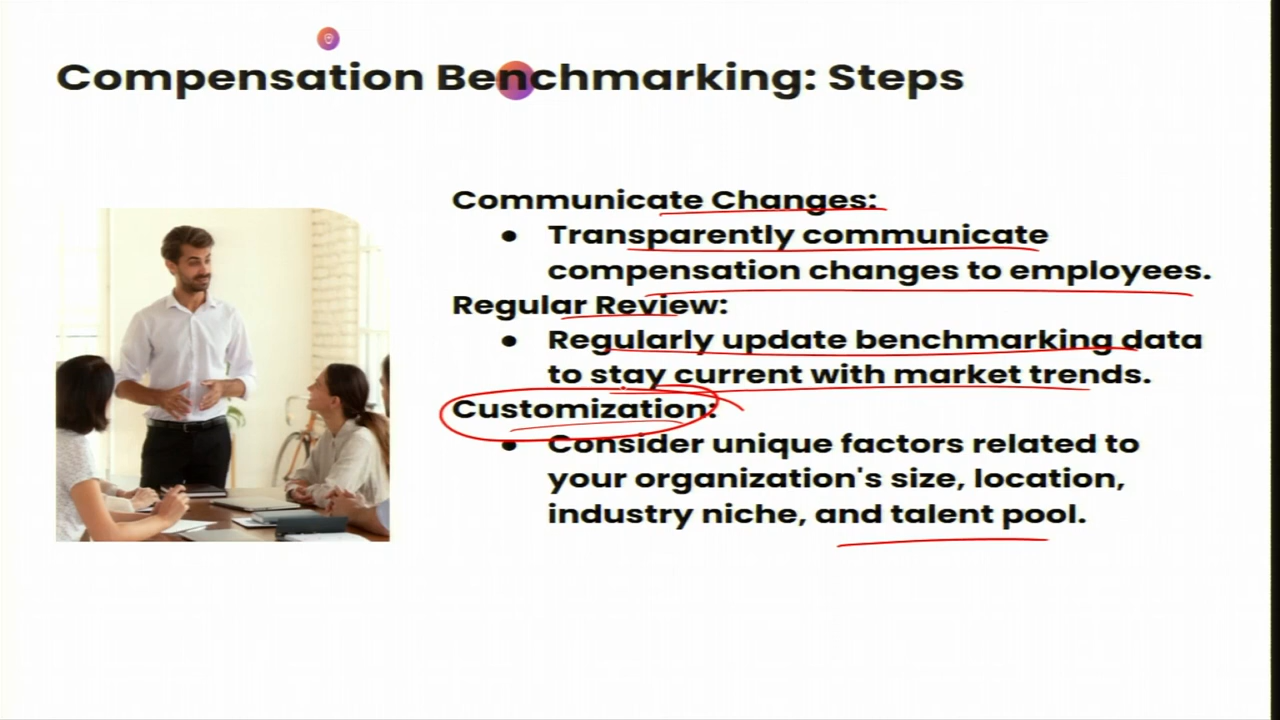 Compensation Benchmarking: Steps
Communicate Changes:
● Transparently communicate
compensation changes to employees.
Regular Review:
● Regularly update benchmarking data
to stay current with market trends.
Customization:
● Consider unique factors related to
your organization's size, location,
industry niche, and talent pool.